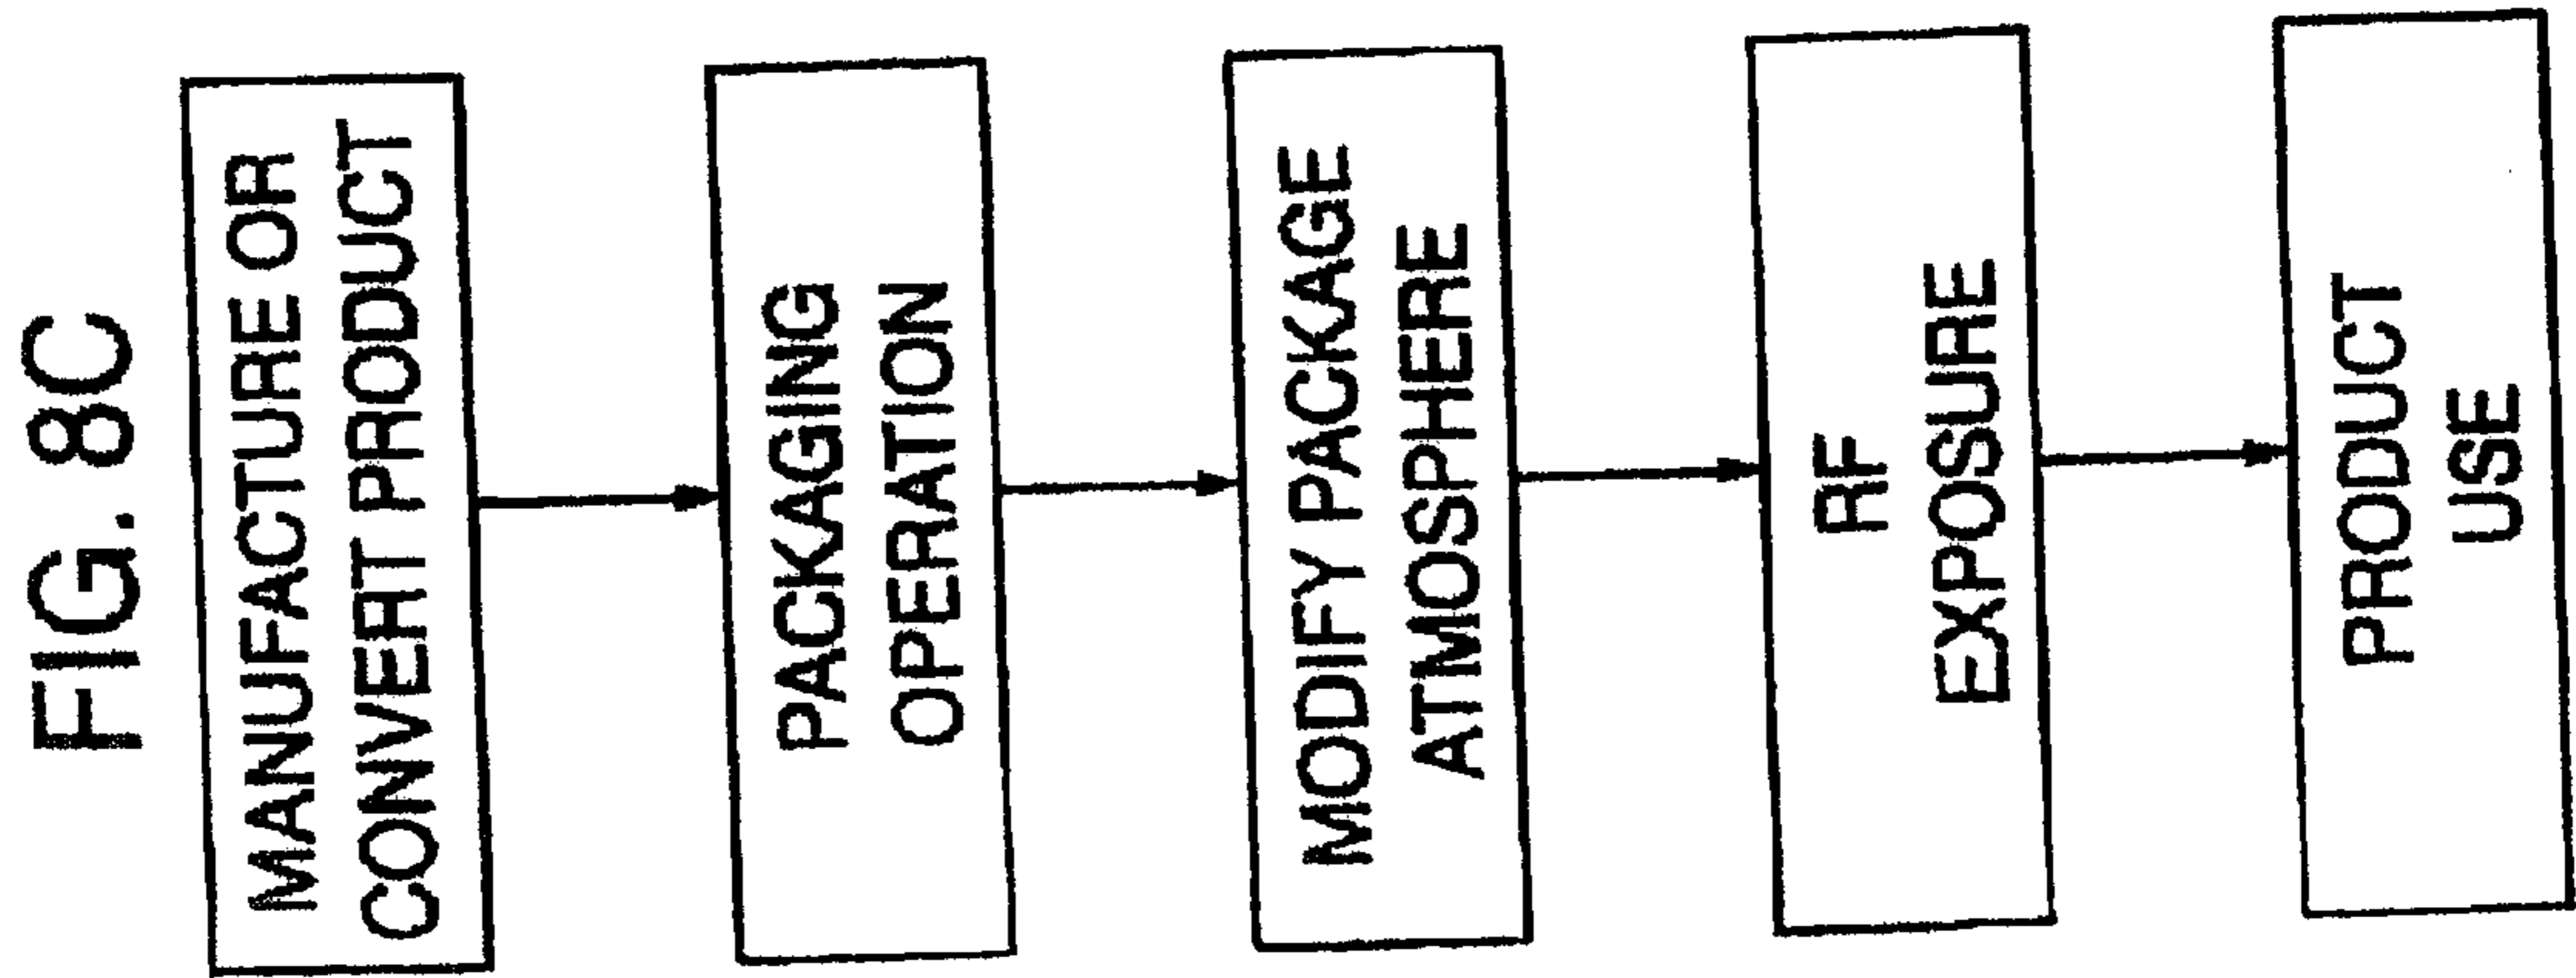 FIG. 8C
MANUFACTURE OR
CONVERT PRODUCT
PACKAGING
OPERATION
MODIFY PACKAGE
ATMOSPHERE
RF
EXPOSURE
PRODUCT
USE